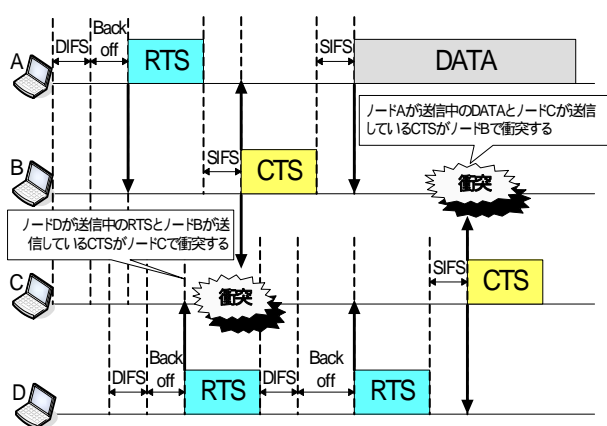 DIFS
Back
off
SIFS
A
RTS
DATA
ノードAが送信中のDATAとノードCが送信
しているCTSがノードBで衝突する
B
SIFS
CTS
衝突
ノードDが送信中のRTSとノードBが送
信しているCTSがノードCで衝突する
C
衝突
SIFS
CTS
DIFS
Back
off
DIFS
Back
off
D
RTS
RTS